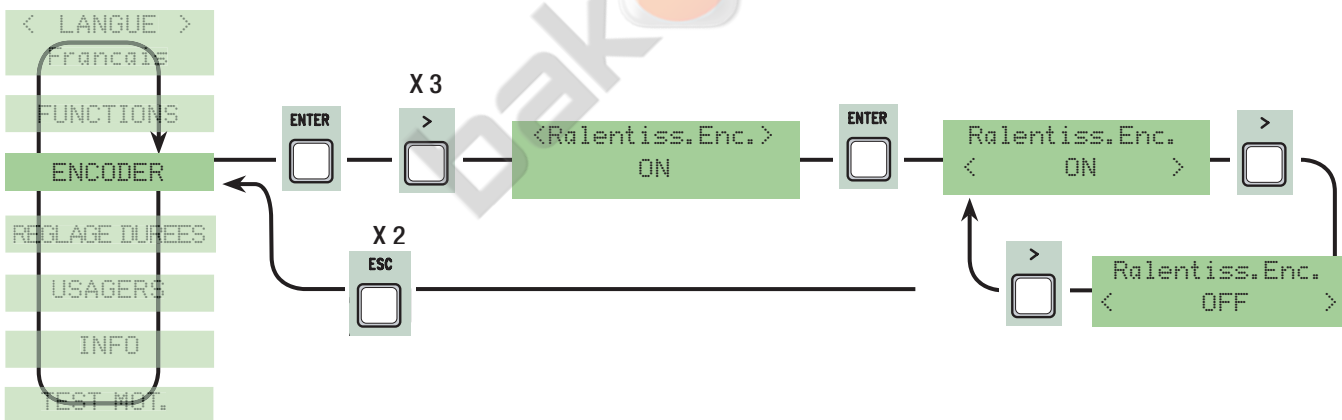 < LANGUE >
Francais
FUNCTIONS
ENCODER
REGLAGE DUREES
USAGERS
INFO
TEST MOT.
ENTER
X 3
>
<Ralentiss.Enc.>
ON
ENTER
Ralentiss.Enc.
< ON >
>
X 2
ESC
>
Ralentiss.Enc.
< OFF >
bak